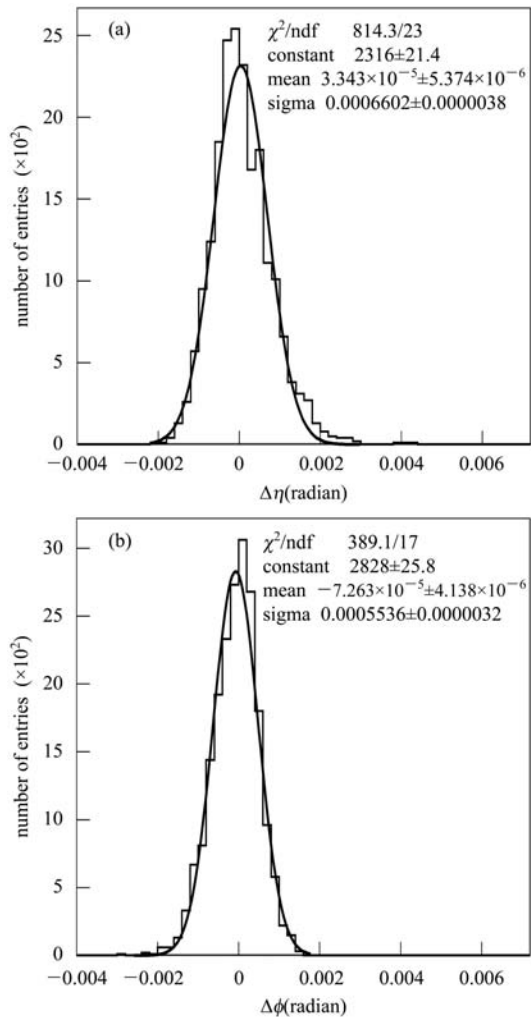 (a)
χ²/ndf 814.3/23
constant 2316±21.4
mean 3.343×10⁻⁵±5.374×10⁻⁶
sigma 0.0006602±0.0000038
25
20
15
10
5
0
number of entries (×10²)
−0.004 −0.002 0 0.002 0.004 0.006
Δη(radian)
(b)
χ²/ndf 389.1/17
constant 2828±25.8
mean −7.263×10⁻⁵±4.138×10⁻⁶
sigma 0.0005536±0.0000032
30
25
20
15
10
5
0
number of entries (×10²)
−0.004 −0.002 0 0.002 0.004 0.006
Δϕ(radian)